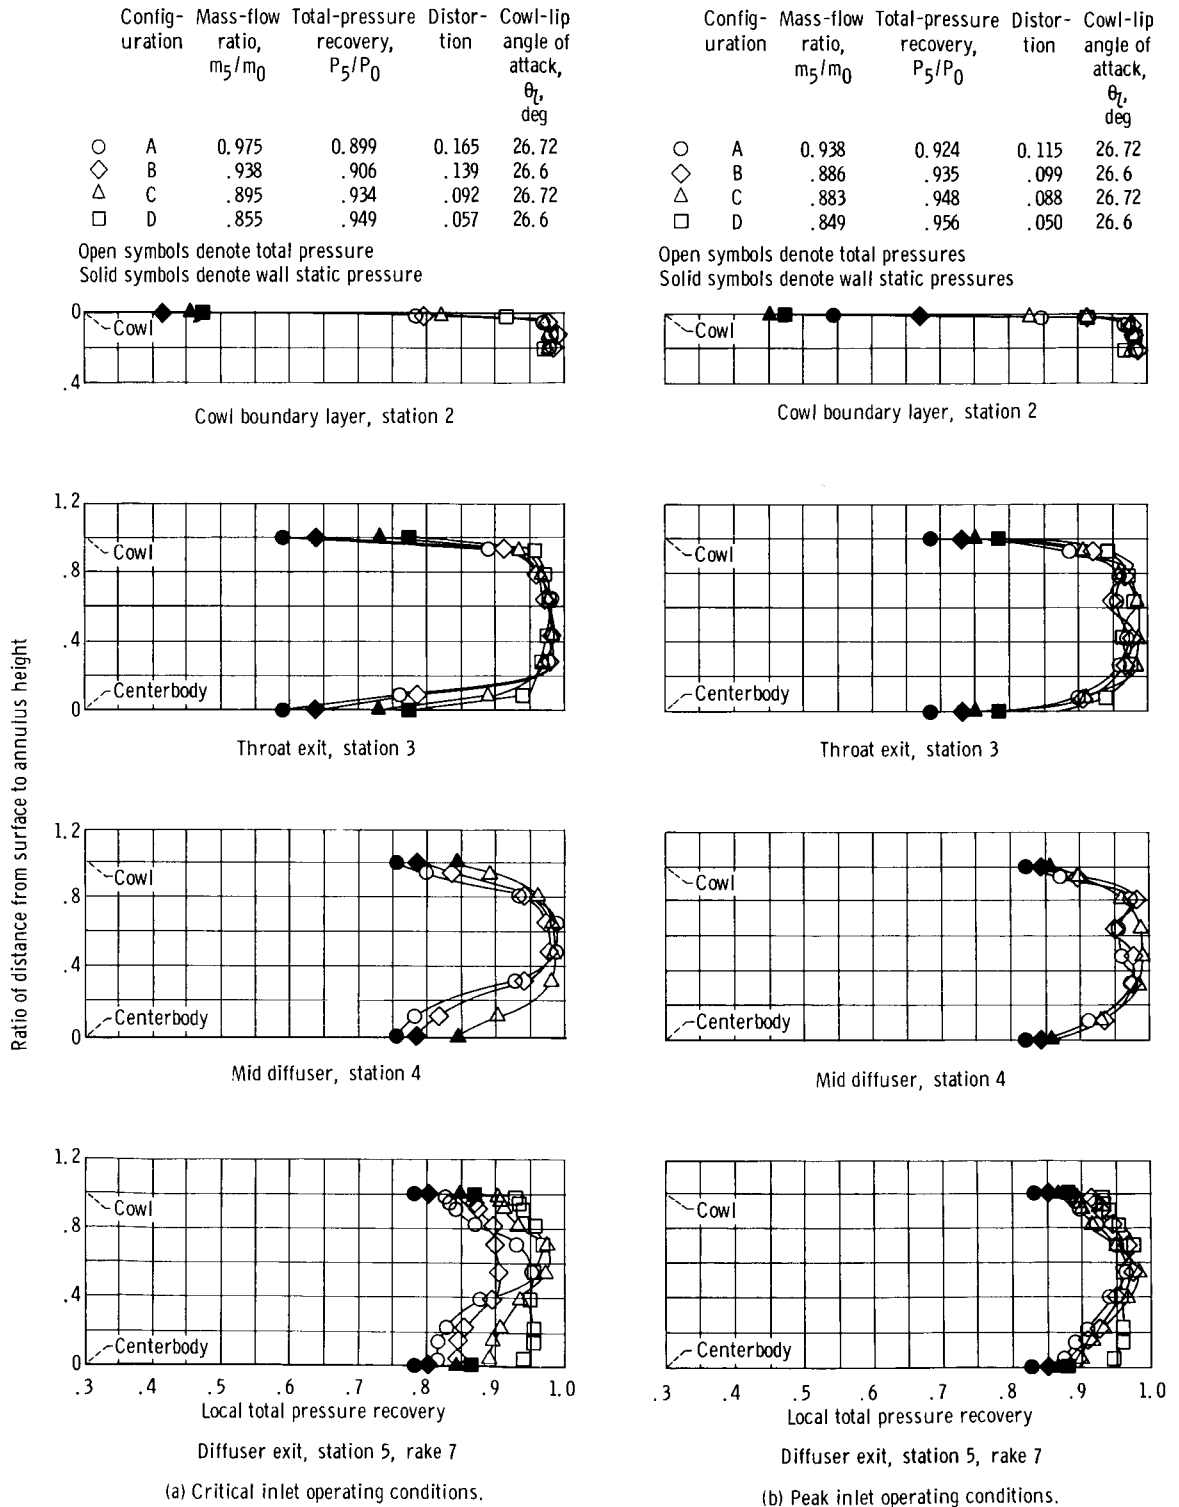 Config-
uration
Mass-flow
ratio,
m5/m0
Total-pressure
recovery,
P5/P0
Distor-
tion
Cowl-lip
angle of
attack,
θl,
deg
A 0.975 0.899 0.165 26.72
B .938 .906 .139 26.6
C .895 .934 .092 26.72
D .855 .949 .057 26.6
Open symbols denote total pressure
Solid symbols denote wall static pressure
0
Cowl
.4
Cowl boundary layer, station 2
1.2
Cowl
.8
.4
Centerbody
0
Throat exit, station 3
Ratio of distance from surface to annulus height
1.2
Cowl
.8
.4
Centerbody
0
Mid diffuser, station 4
1.2
Cowl
.8
.4
Centerbody
0
.3 .4 .5 .6 .7 .8 .9 1.0
Local total pressure recovery
Diffuser exit, station 5, rake 7
(a) Critical inlet operating conditions.
Config-
uration
Mass-flow
ratio,
m5/m0
Total-pressure
recovery,
P5/P0
Distor-
tion
Cowl-lip
angle of
attack,
θl,
deg
A 0.938 0.924 0.115 26.72
B .886 .935 .099 26.6
C .883 .948 .088 26.72
D .849 .956 .050 26.6
Open symbols denote total pressures
Solid symbols denote wall static pressures
Cowl
Cowl boundary layer, station 2
Cowl
Centerbody
Throat exit, station 3
Cowl
Centerbody
Mid diffuser, station 4
Cowl
Centerbody
.3 .4 .5 .6 .7 .8 .9 1.0
Local total pressure recovery
Diffuser exit, station 5, rake 7
(b) Peak inlet operating conditions.